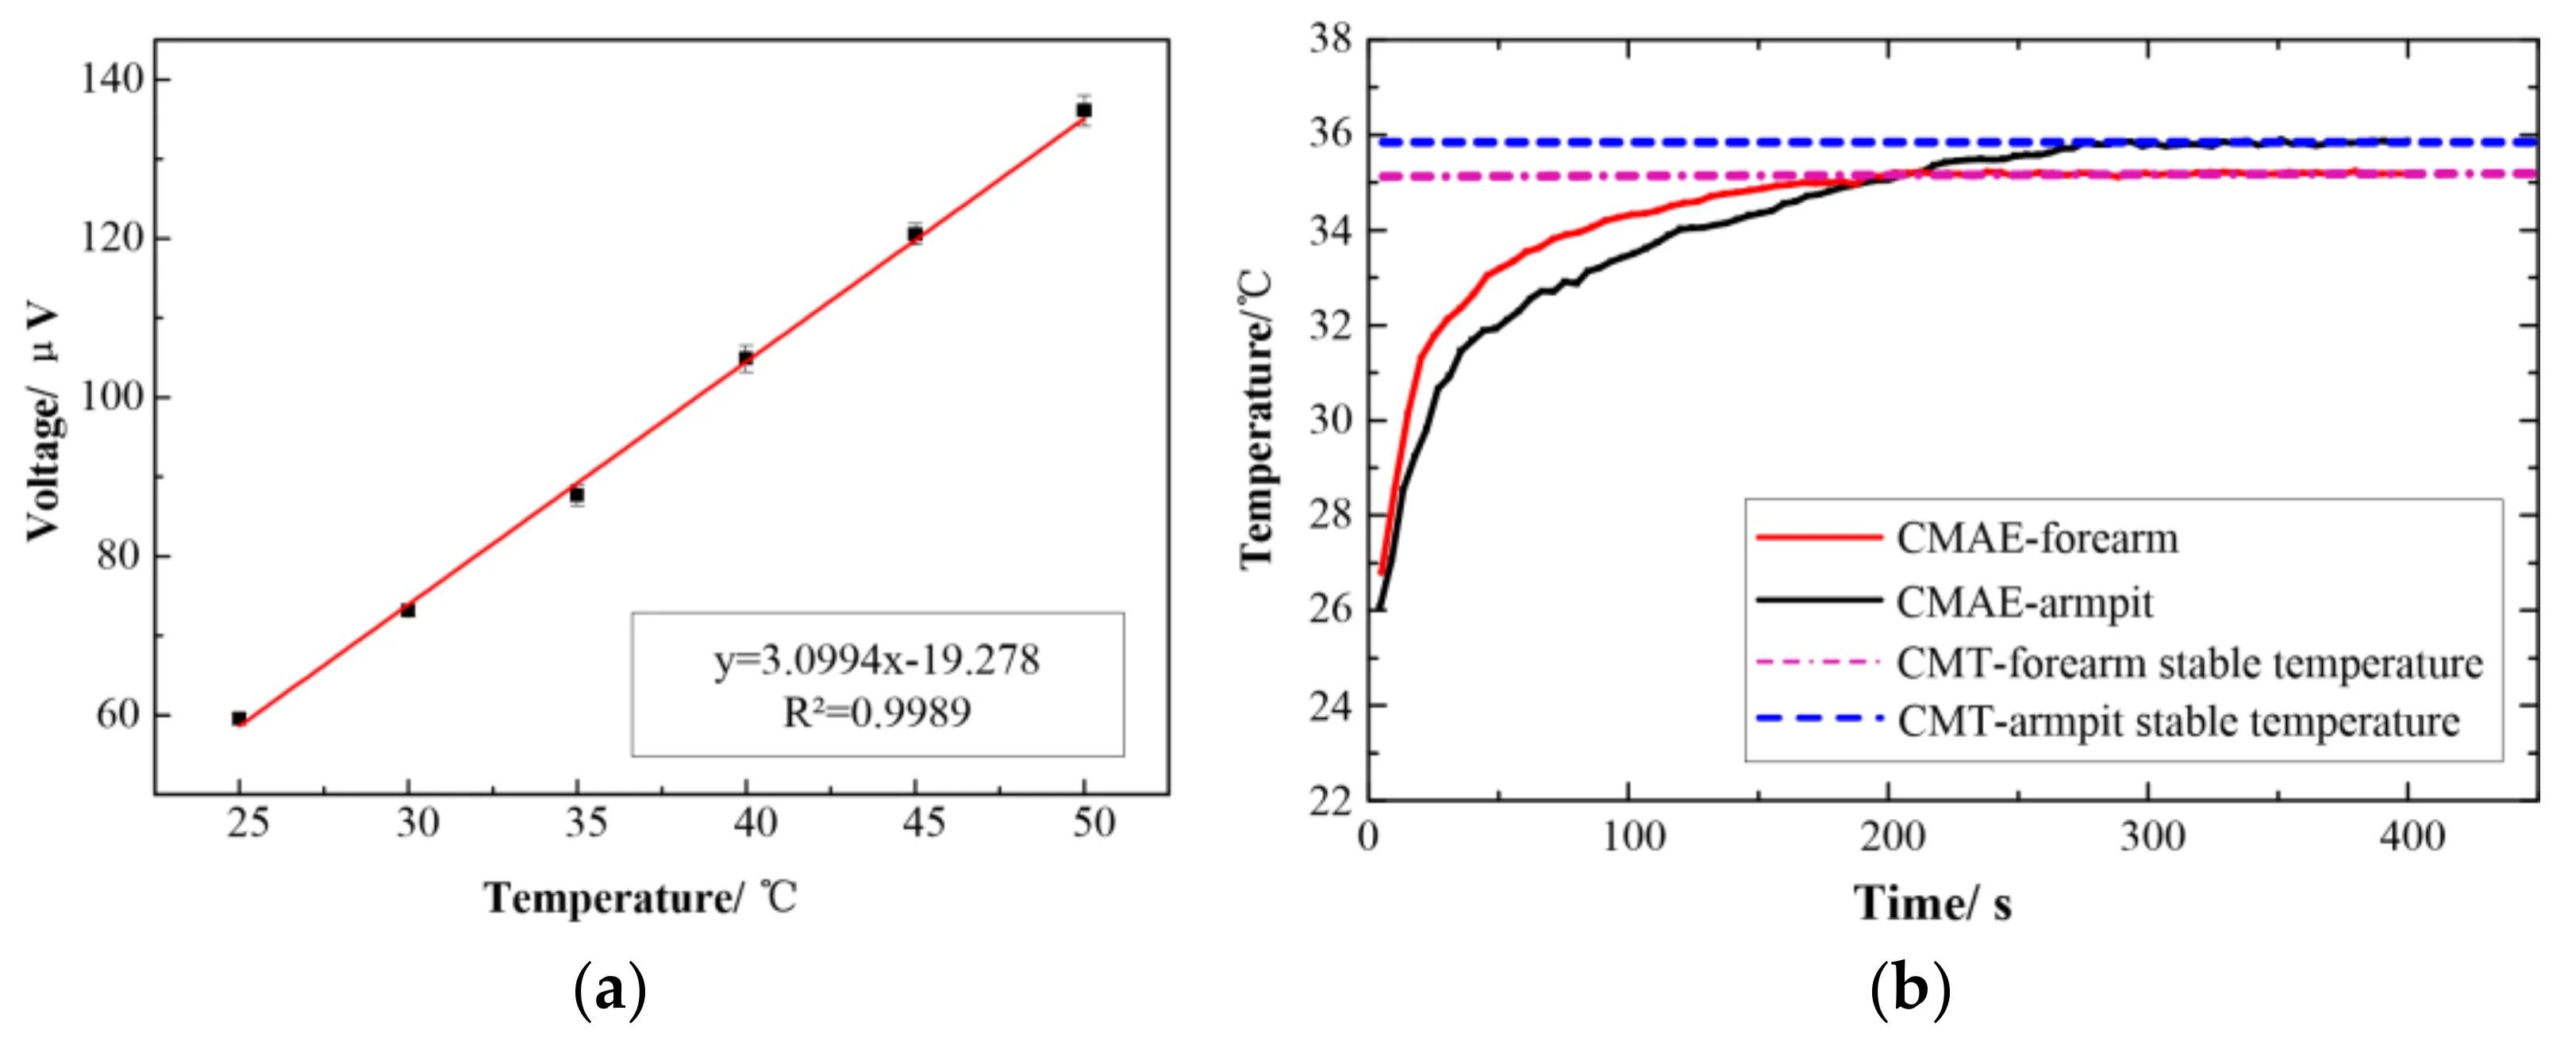 140
120
100
80
60
Voltage/ μ V
y=3.0994x-19.278
R²=0.9989
25 30 35 40 45 50
Temperature/ ℃
(a)
38
36
34
32
30
28
26
24
22
Temperature/℃
CMAE-forearm
CMAE-armpit
CMT-forearm stable temperature
CMT-armpit stable temperature
0 100 200 300 400
Time/ s
(b)